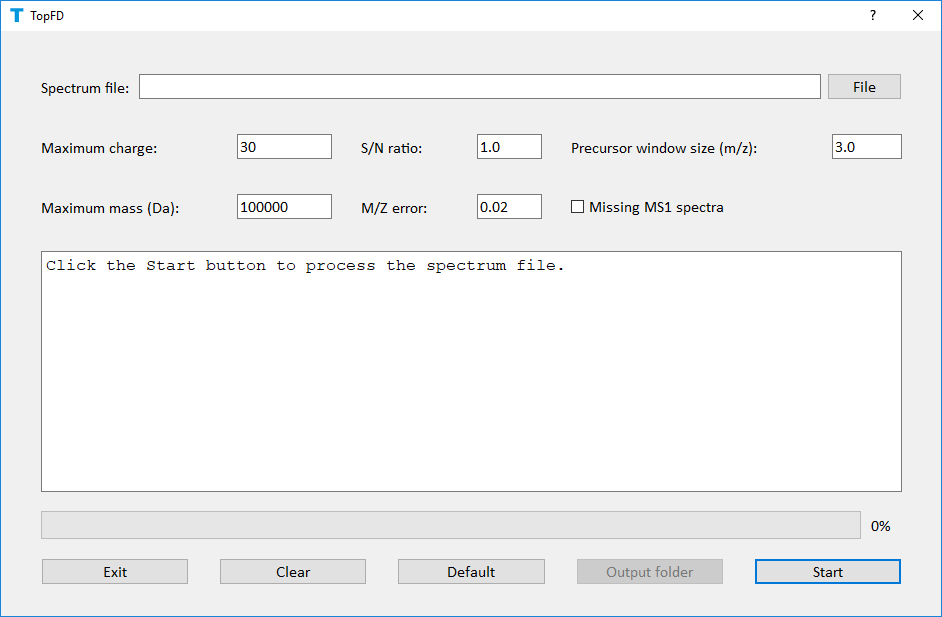 TopFD ?
Spectrum file: File
Maximum charge: 30 S/N ratio: 1.0 Precursor window size (m/z): 3.0
Maximum mass (Da): 100000 M/Z error: 0.02 Missing MS1 spectra
Click the Start button to process the spectrum file.
0%
Exit Clear Default Output folder Start